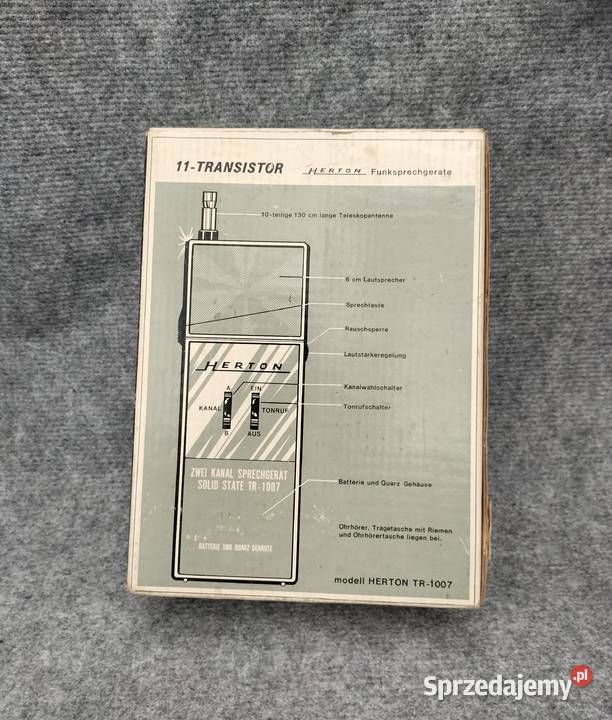 11-TRANSISTOR HERTON Funksprechgeräte
10-teilige 130 cm lange Teleskopantenne
6 cm Lautsprecher
Sprechtaste
Rauschsperre
Lautstärkeregelung
HERTON
Kanalwahlschalter
A EIN
KANAL TONRUF
Tonrufschalter
B AUS
ZWEI KANAL SPRECHGERÄT
SOLID STATE TR-1007
Batterie und Quarz Gehäuse
Ohrhörer, Tragetasche mit Riemen
und Ohrhörertasche liegen bei.
BATTERIE UND QUARZ GEHÄUSE
modell HERTON TR-1007
Sprzedajemy.pl